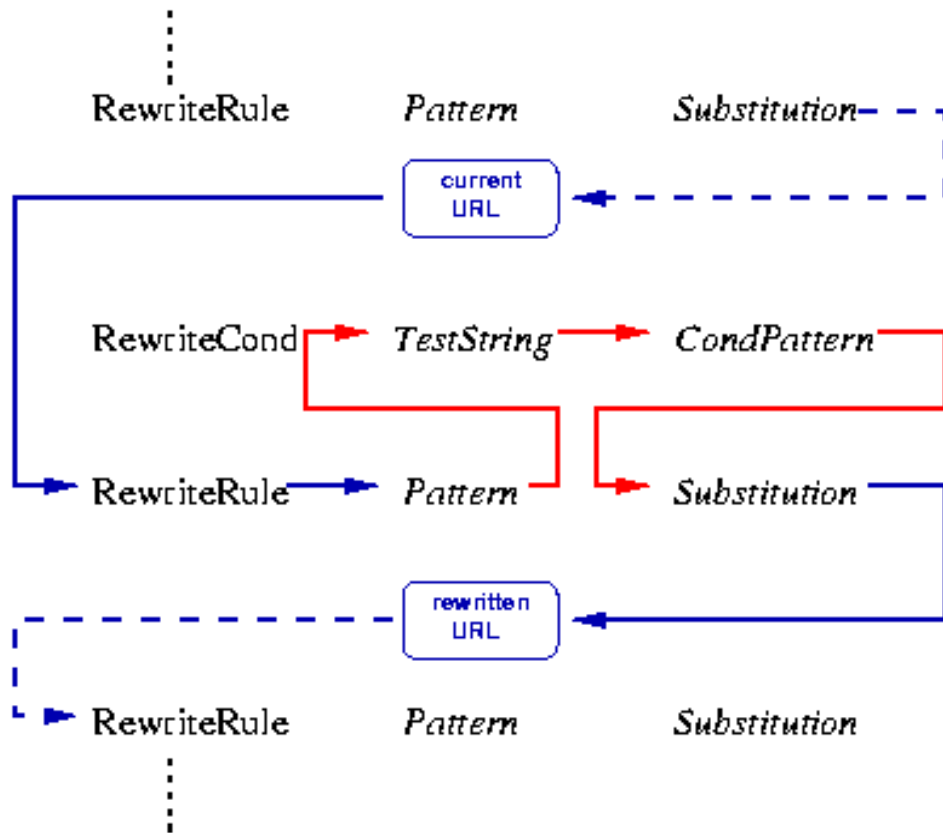 RewriteRule Pattern Substitution
current
URL
RewriteCond TestString CondPattern
RewriteRule Pattern Substitution
rewritten
URL
RewriteRule Pattern Substitution